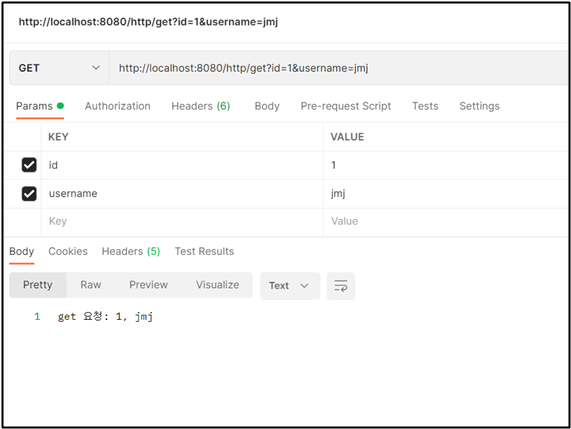 http://localhost:8080/http/get?id=1&username=jmj
GET http://localhost:8080/http/get?id=1&username=jmj
Params Authorization Headers (6) Body Pre-request Script Tests Settings
KEY VALUE
id 1
username jmj
Key Value
Body Cookies Headers (5) Test Results
Pretty Raw Preview Visualize Text
1 get 요청: 1, jmj